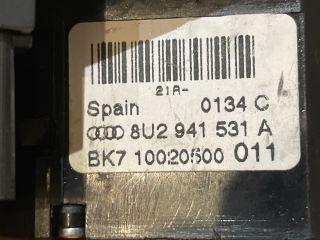 21A-
Spain 0134 C
8U2 941 531 A
BK7 10020500 011